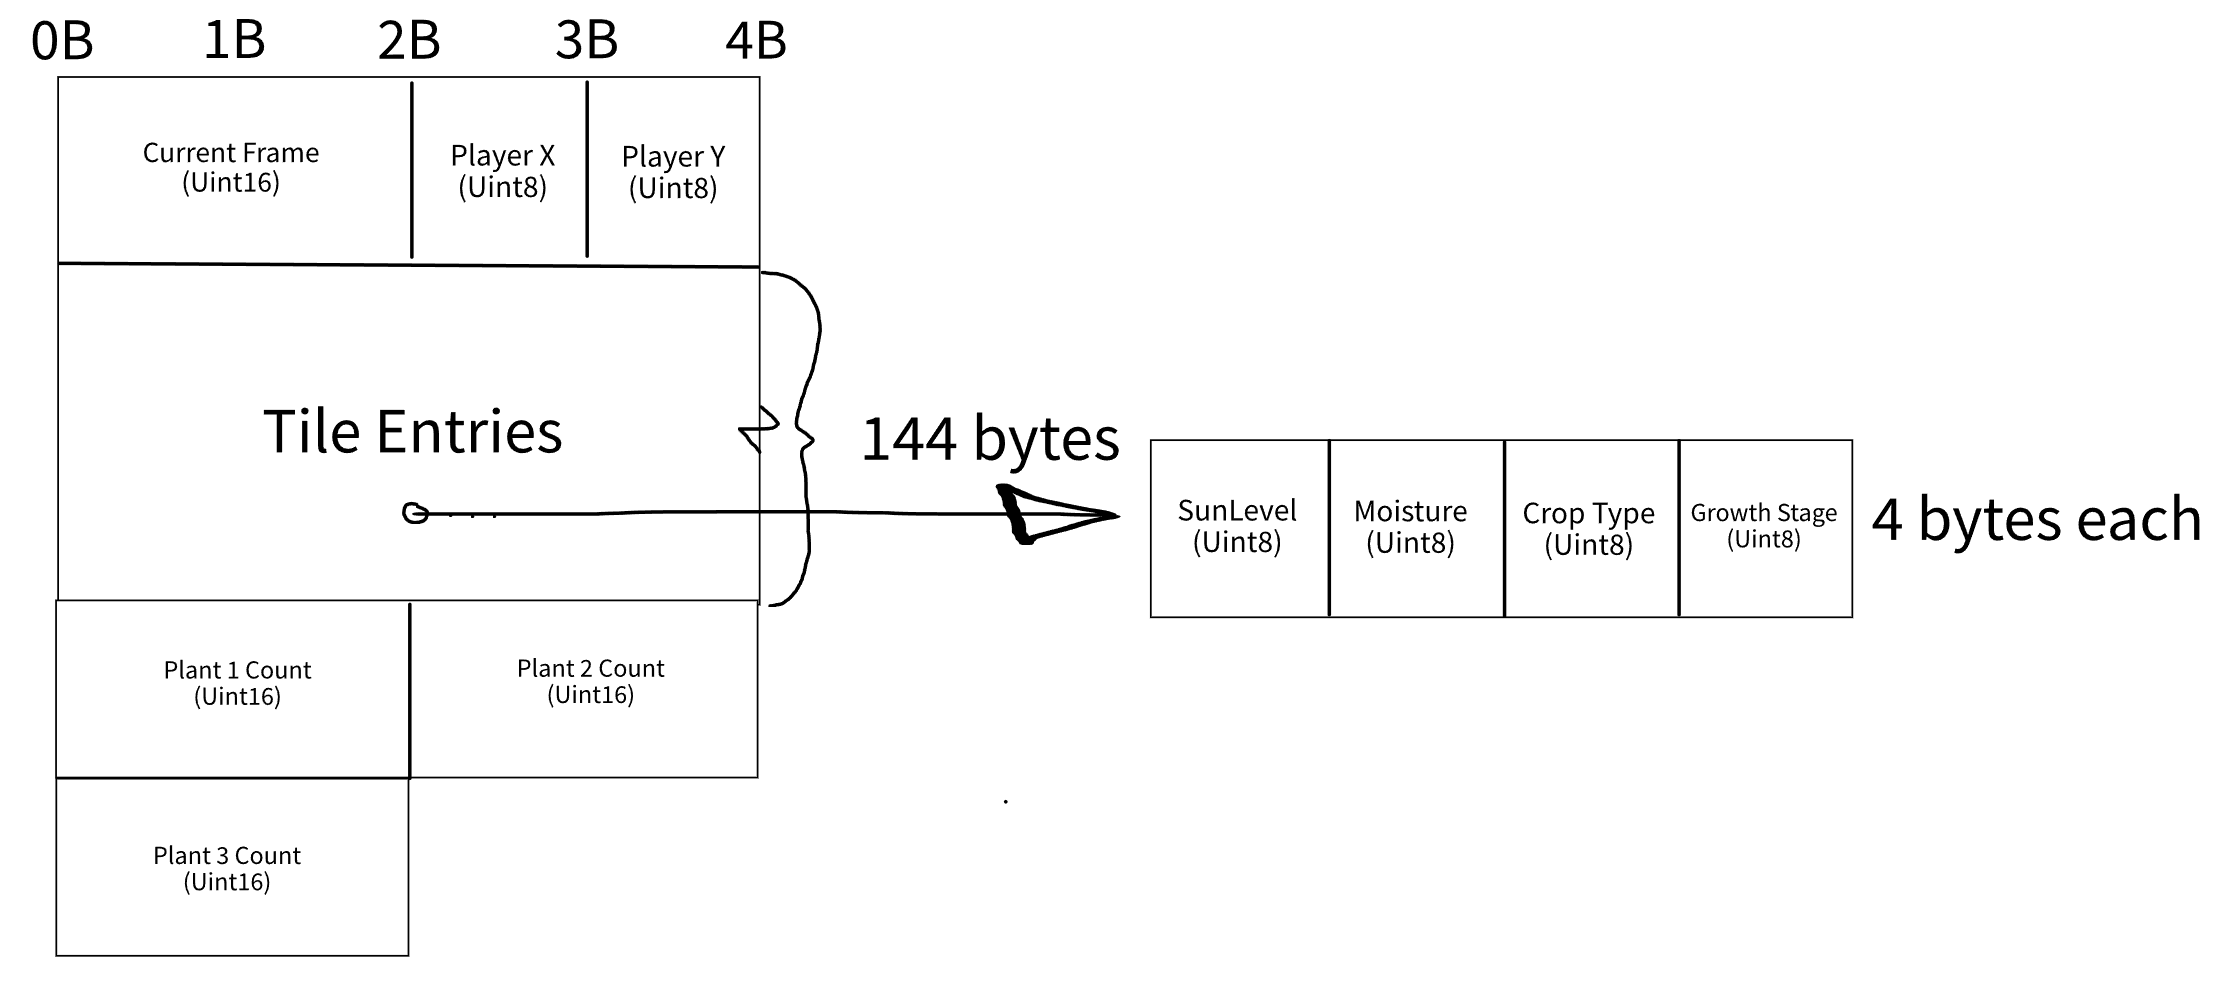 0B 1B 2B 3B 4B
Current Frame
(Uint16)
Player X
(Uint8)
Player Y
(Uint8)
Tile Entries
144 bytes
SunLevel
(Uint8)
Moisture
(Uint8)
Crop Type
(Uint8)
Growth Stage
(Uint8)
4 bytes each
Plant 1 Count
(Uint16)
Plant 2 Count
(Uint16)
Plant 3 Count
(Uint16)